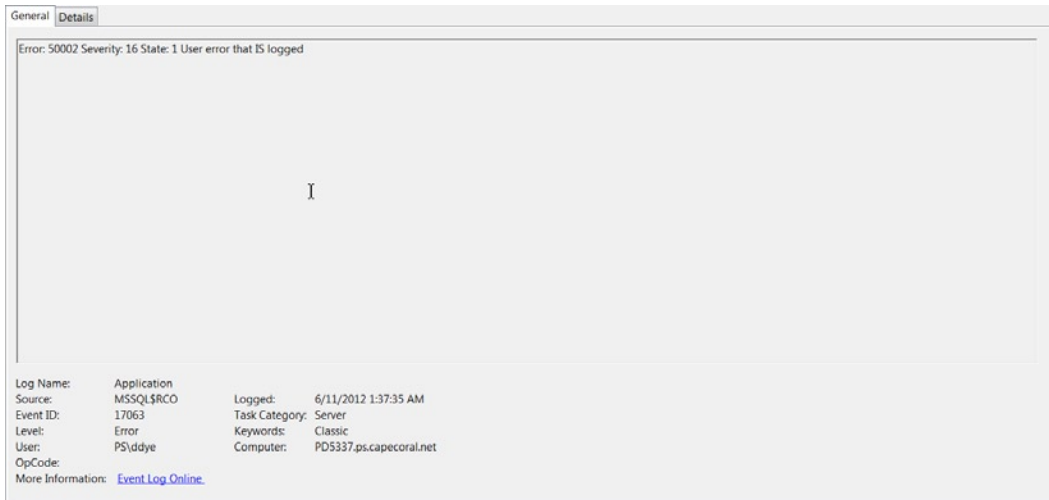 General Details
Error: 50002 Severity: 16 State: 1 User error that IS logged
Log Name: Application
Source: MSSQL$RCO Logged: 6/11/2012 1:37:35 AM
Event ID: 17063 Task Category: Server
Level: Error Keywords: Classic
User: PS\ddye Computer: PD5337.ps.capecoral.net
OpCode:
More Information: Event Log Online